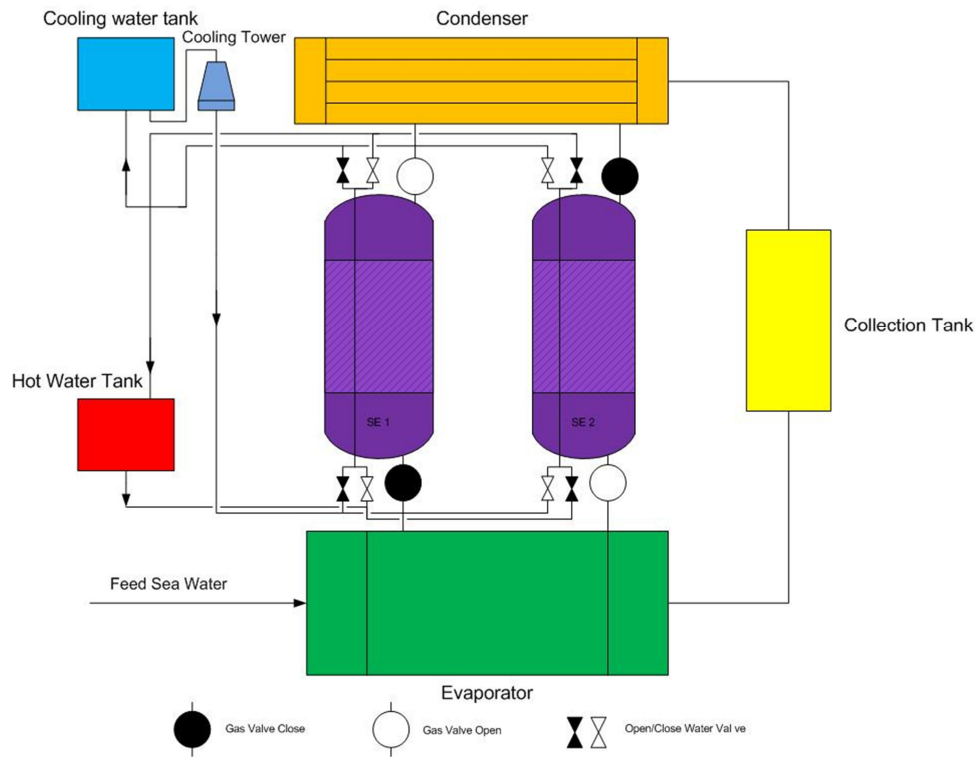 Cooling water tank
Condenser
Cooling Tower
Collection Tank
Hot Water Tank
SE 1
SE 2
Feed Sea Water
Evaporator
Gas Valve Close
Gas Valve Open
Open/Close Water Val ve